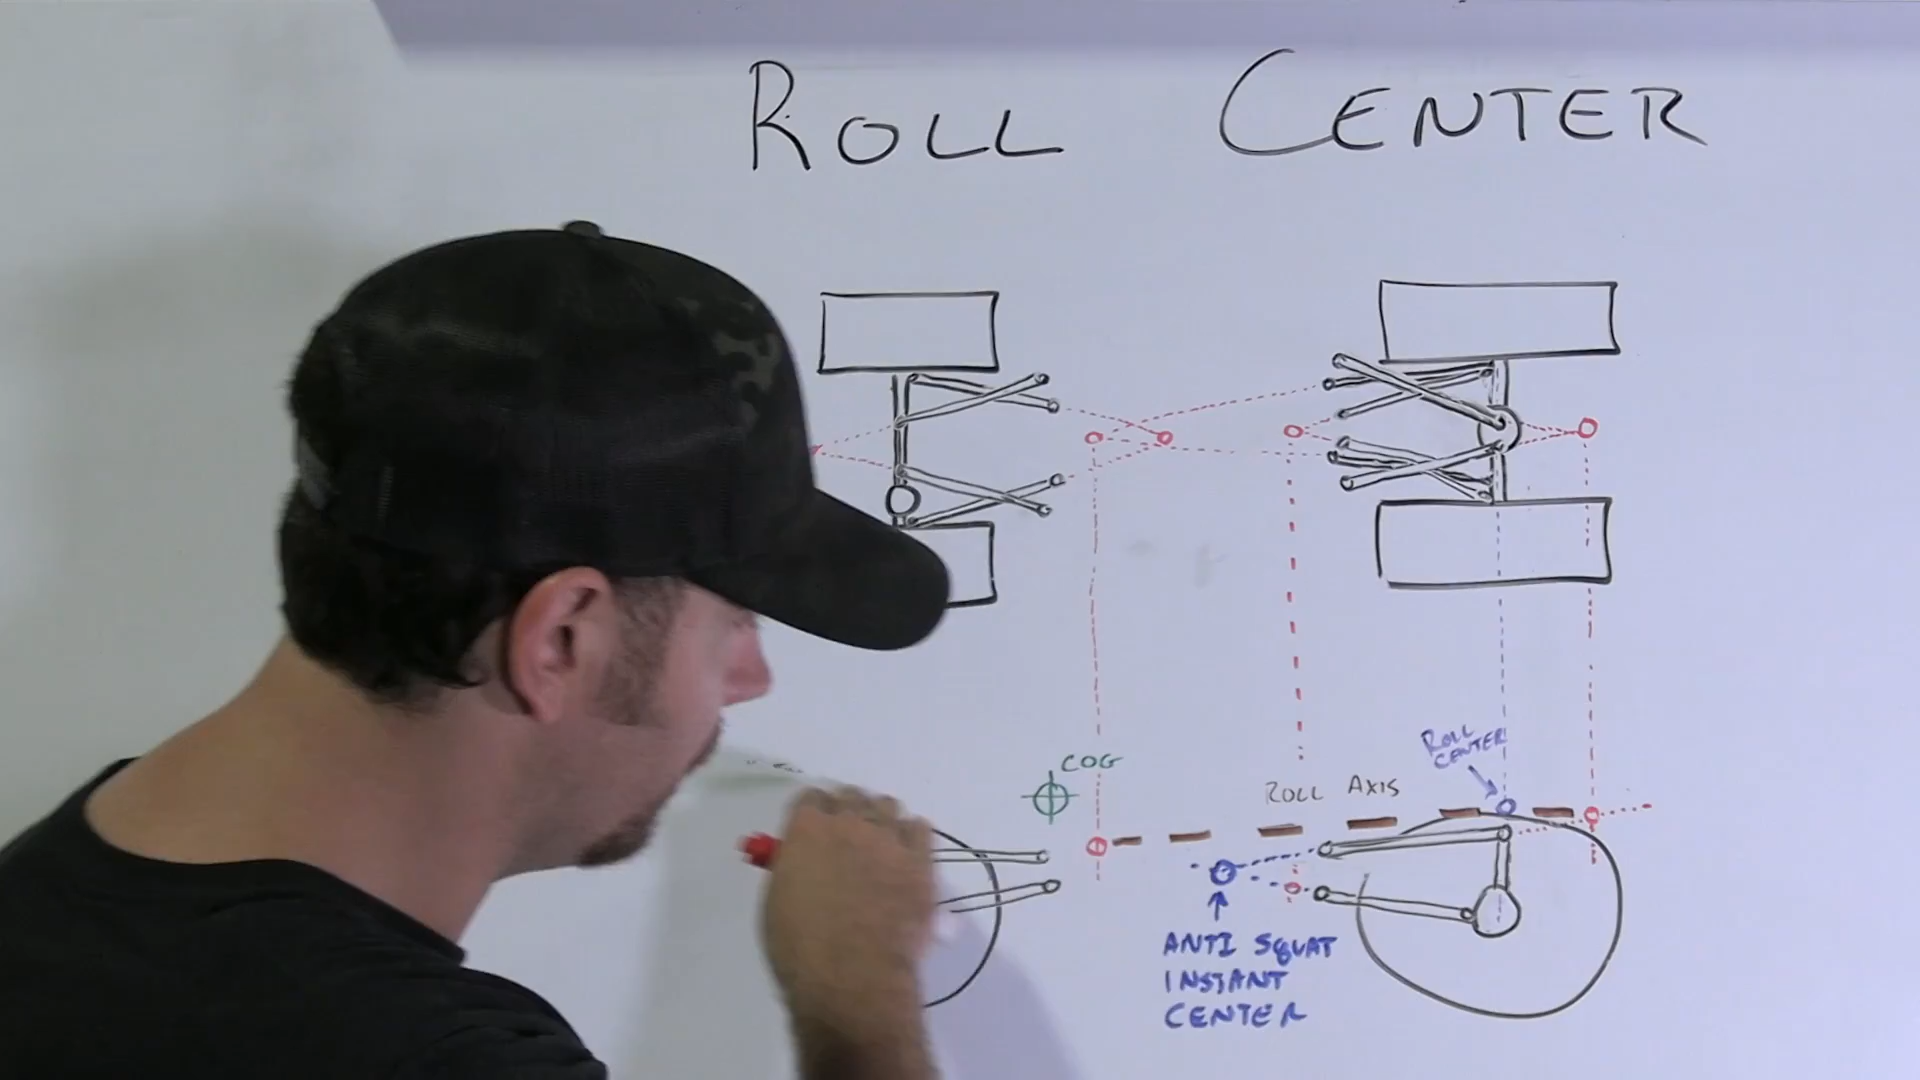 ROLL CENTER
COG
ROLL
CENTER
ROLL AXIS
ANTI SQUAT
INSTANT
CENTER